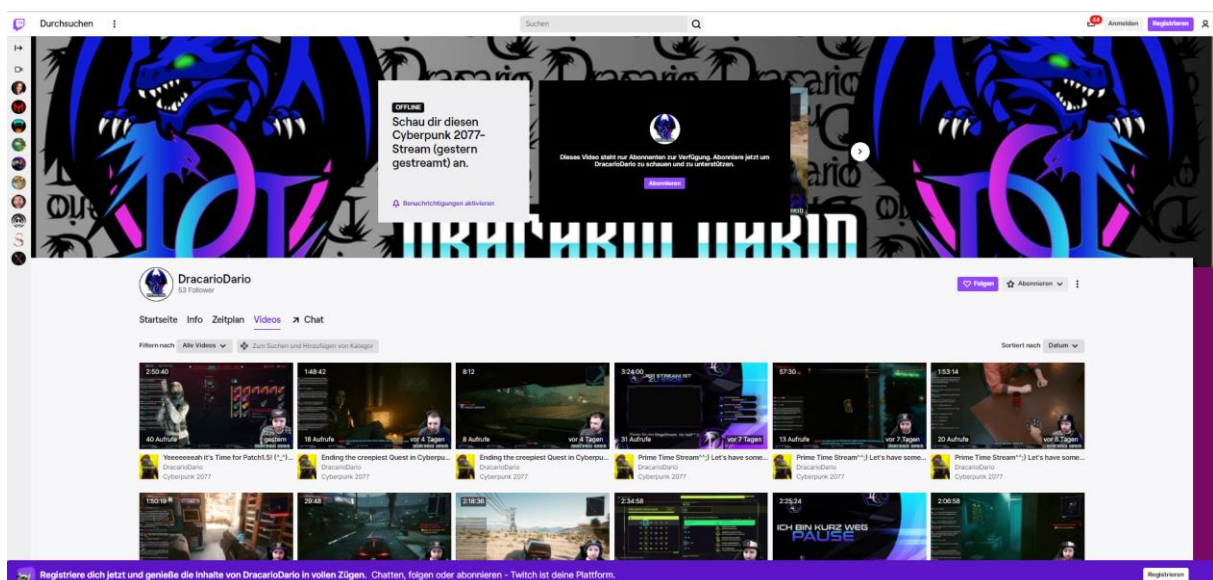 Durchsuchen
Suchen
44
Anmelden
Registrieren
Dracario Dracario
OFFLINE
Schau dir diesen
Cyberpunk 2077-
Stream (gestern
gestreamt) an.
Benachrichtigungen aktivieren
Dieses Video steht nur Abonnenten zur Verfügung. Abonniere jetzt um
DracarioDario zu schauen und zu unterstützen.
Abonnieren
DracarioDario
53 Follower
Folgen
Abonnieren
Startseite Info Zeitplan Videos Chat
Filtern nach Alle Videos Zum Suchen und Hinzufügen von Kategor
Sortiert nach Datum
2:50:40
40 Aufrufe
gestern
Yeeeeeeah it's Time for Patch1.5! (^_^)...
DracarioDario
Cyberpunk 2077
1:48:42
18 Aufrufe
vor 4 Tagen
Ending the creepiest Quest in Cyberpu...
DracarioDario
Cyberpunk 2077
8:12
8 Aufrufe
vor 4 Tagen
Ending the creepiest Quest in Cyberpu...
DracarioDario
Cyberpunk 2077
3:24:00
DER STREAM IST
ZU ENDE
31 Aufrufe
vor 7 Tagen
Prime Time Stream^^;) Let's have some...
DracarioDario
Cyberpunk 2077
57:30
13 Aufrufe
vor 7 Tagen
Prime Time Stream^^;) Let's have some...
DracarioDario
Cyberpunk 2077
1:53:14
20 Aufrufe
vor 8 Tagen
Prime Time Stream^^;) Let's have some...
DracarioDario
Cyberpunk 2077
1:50:19
29:48
2:18:36
2:34:58
2:25:24
ICH BIN KURZ WEG
PAUSE
2:06:58
Registriere dich jetzt und genieße die Inhalte von DracarioDario in vollen Zügen. Chatten, folgen oder abonnieren – Twitch ist deine Plattform.
Registrieren